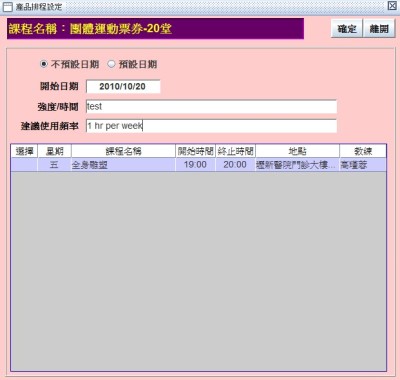 產品排程設定
課程名稱：團體運動票券-20堂
確定 離開
不預設日期 預設日期
開始日期 2010/10/20
強度/時間 test
建議使用頻率 1 hr per week
選擇 星期 課程名稱 開始時間 終止時間 地點 教練
五 全身雕塑 19:00 20:00 壢新醫院門診大樓... 高瑾蓉